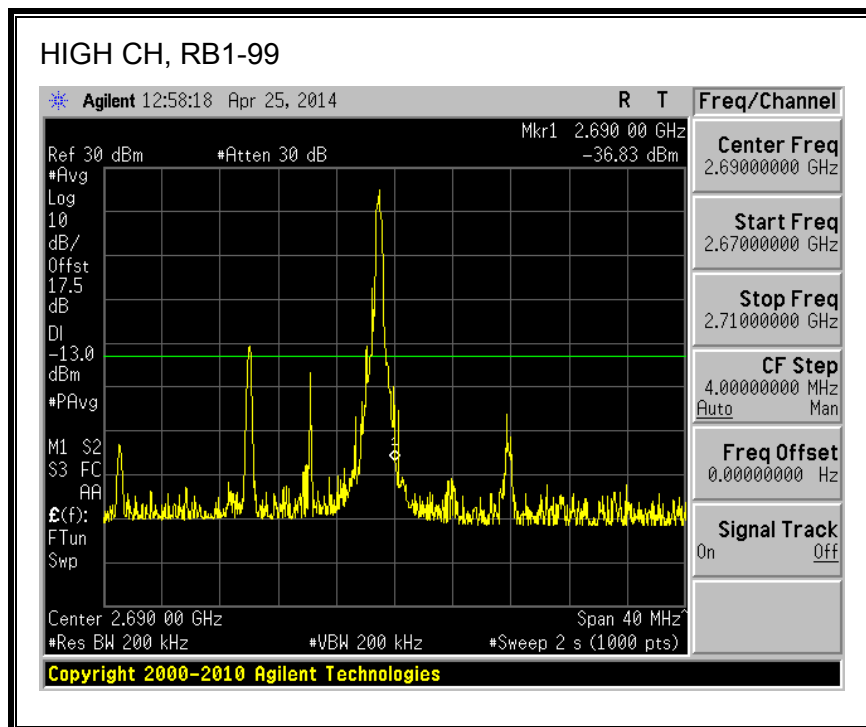 HIGH CH, RB1-99
Agilent 12:58:18 Apr 25, 2014 R T
Mkr1 2.690 00 GHz
Ref 30 dBm #Atten 30 dB -36.83 dBm
#Avg
Log
10
dB/
Offst
17.5
dB
DI
-13.0
dBm
#PAvg
M1 S2
S3 FC
AA
£(f):
FTun
Swp
1
Center 2.690 00 GHz Span 40 MHz^
#Res BW 200 kHz #VBW 200 kHz #Sweep 2 s (1000 pts)
Copyright 2000-2010 Agilent Technologies
Freq/Channel
Center Freq
2.69000000 GHz
Start Freq
2.67000000 GHz
Stop Freq
2.71000000 GHz
CF Step
4.00000000 MHz
Auto Man
Freq Offset
0.00000000 Hz
Signal Track
On Off